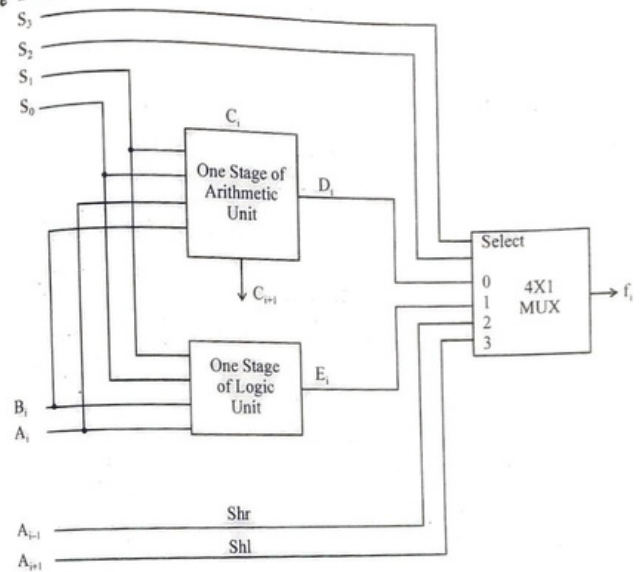 S3
S2
S1
S0
Ci
One Stage of
Arithmetic
Unit
Di
Ci+1
Select
0
1
2
3
4X1
MUX
fi
One Stage
of Logic
Unit
Ei
Bi
Ai
Shr
Ai-1
Shl
Ai+1